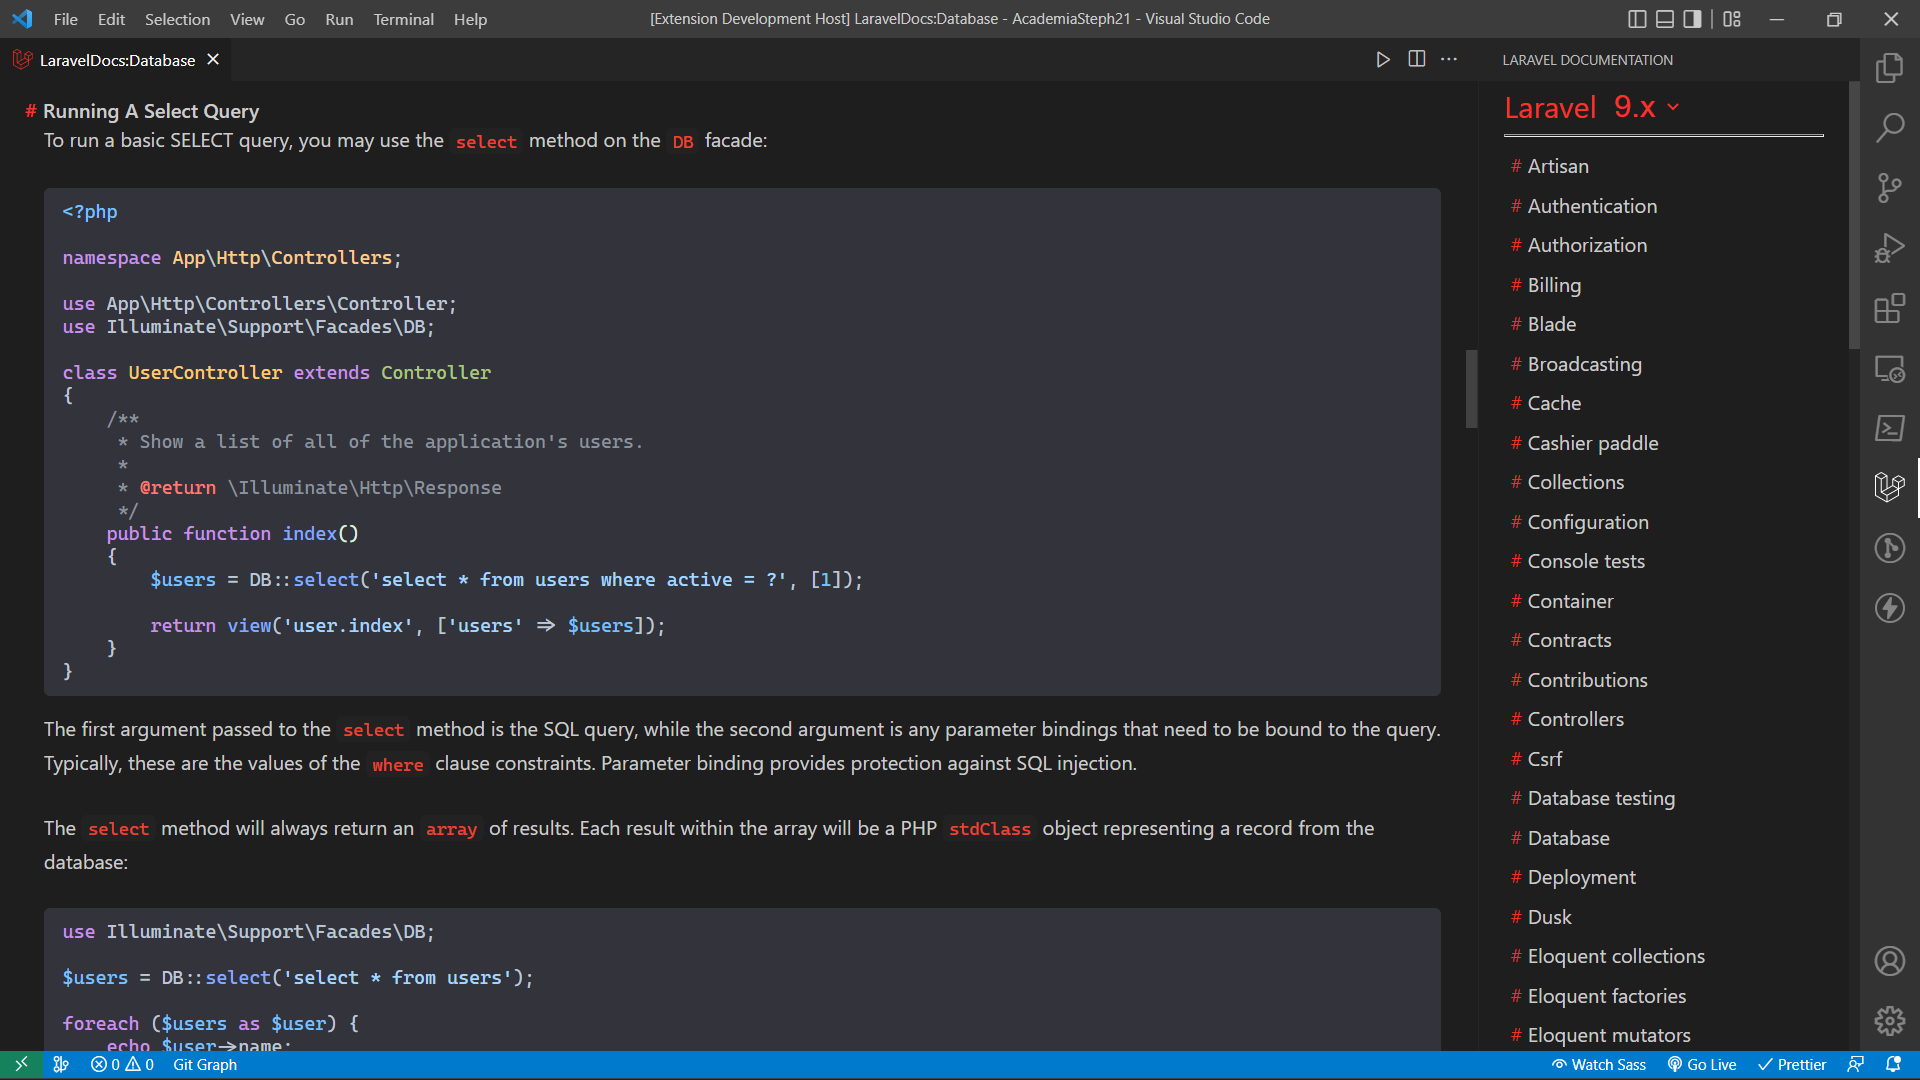 File Edit Selection View Go Run Terminal Help
[Extension Development Host] LaravelDocs:Database - AcademiaSteph21 - Visual Studio Code
LaravelDocs:Database
# Running A Select Query
To run a basic SELECT query, you may use the select method on the DB facade:
<?php
namespace App\Http\Controllers;
use App\Http\Controllers\Controller;
use Illuminate\Support\Facades\DB;
class UserController extends Controller
{
/**
* Show a list of all of the application's users.
*
* @return \Illuminate\Http\Response
*/
public function index()
{
$users = DB::select('select * from users where active = ?', [1]);
return view('user.index', ['users' => $users]);
}
}
The first argument passed to the select method is the SQL query, while the second argument is any parameter bindings that need to be bound to the query.
Typically, these are the values of the where clause constraints. Parameter binding provides protection against SQL injection.
The select method will always return an array of results. Each result within the array will be a PHP stdClass object representing a record from the
database:
use Illuminate\Support\Facades\DB;
$users = DB::select('select * from users');
foreach ($users as $user) {
echo $user->name;
LARAVEL DOCUMENTATION
Laravel 9.x
# Artisan
# Authentication
# Authorization
# Billing
# Blade
# Broadcasting
# Cache
# Cashier paddle
# Collections
# Configuration
# Console tests
# Container
# Contracts
# Contributions
# Controllers
# Csrf
# Database testing
# Database
# Deployment
# Dusk
# Eloquent collections
# Eloquent factories
# Eloquent mutators
0 0 Git Graph
Watch Sass Go Live Prettier